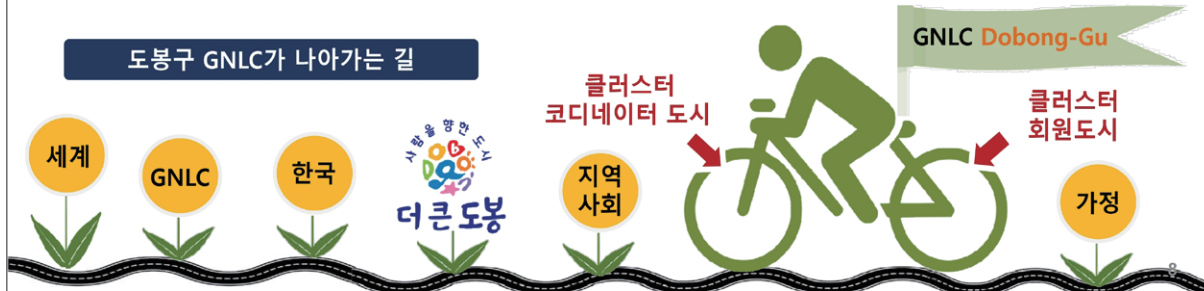 도봉구 GNLC가 나아가는 길
GNLC Dobong-Gu
클러스터
코디네이터 도시
클러스터
회원도시
세계
GNLC
한국
사람을 향한 도시
더 큰 도봉
지역
사회
가정
8